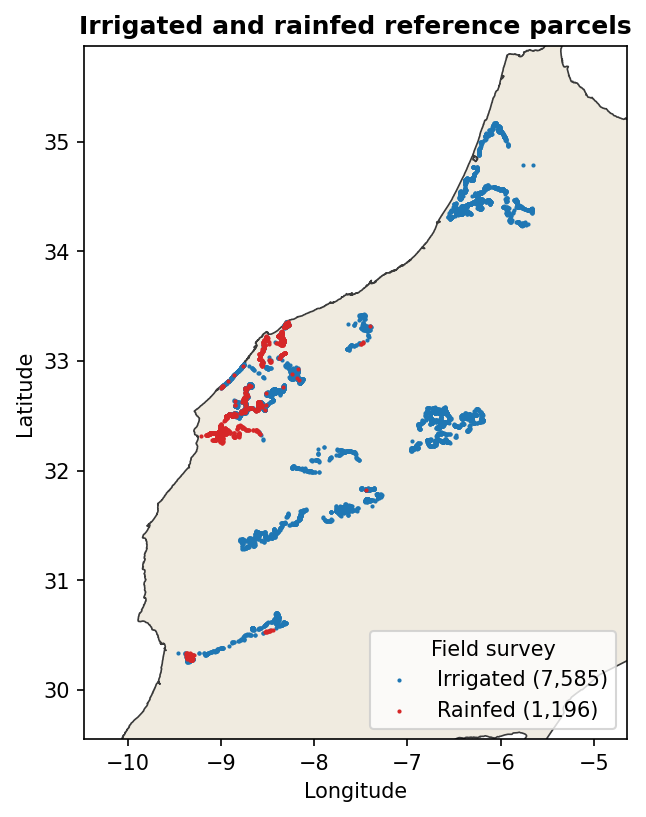 Irrigated and rainfed reference parcels
Latitude
35
34
33
32
31
30
−10
−9
−8
−7
−6
−5
Longitude
Field survey
Irrigated (7,585)
Rainfed (1,196)